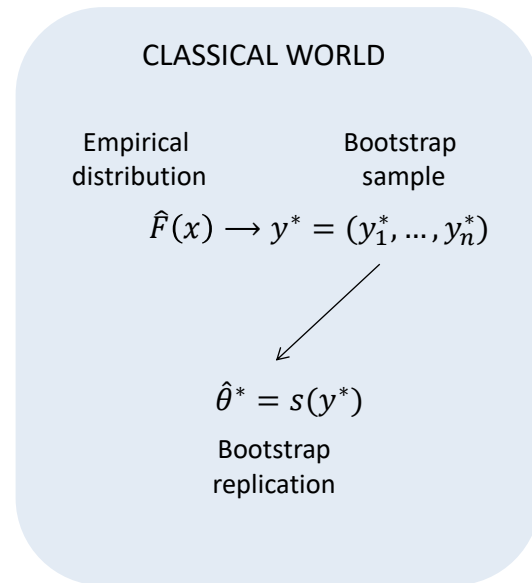 CLASSICAL WORLD
Empirical
distribution
Bootstrap
sample
F̂(x) ⟶ y* = (y₁*, … , yₙ*)
θ̂* = s(y*)
Bootstrap
replication